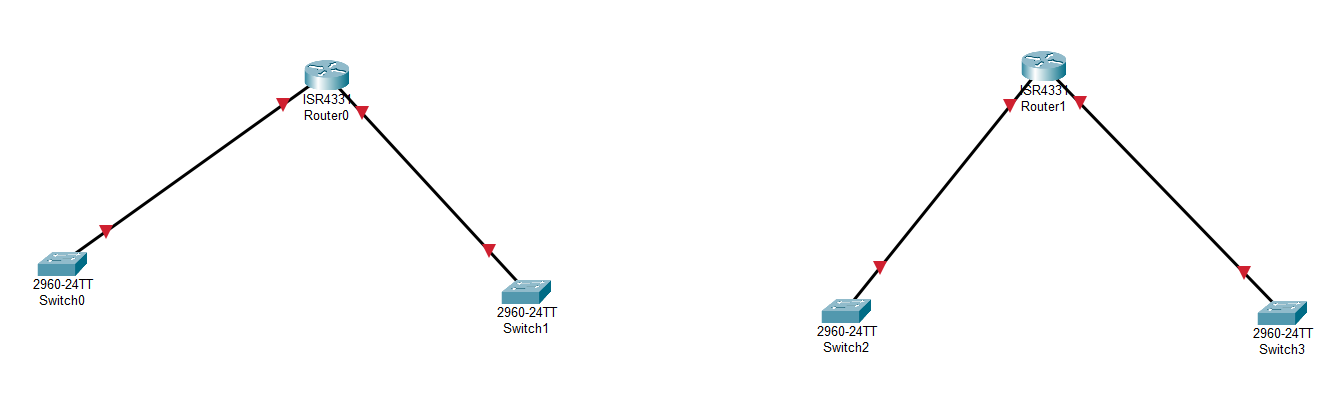 ISR4331
Router0
ISR4331
Router1
2960-24TT
Switch0
2960-24TT
Switch1
2960-24TT
Switch2
2960-24TT
Switch3